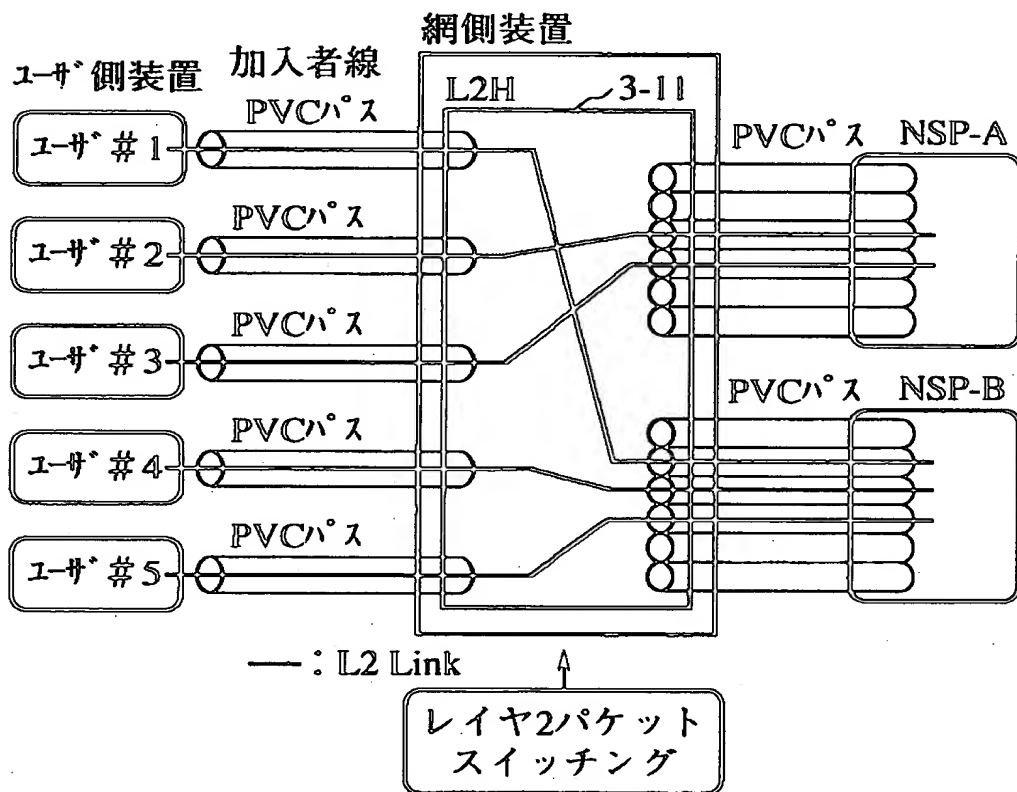 網側装置
ユーザ側装置
加入者線
L2H
3-11
PVCパス
PVCパス
NSP-A
ユーザ#1
PVCパス
ユーザ#2
PVCパス
ユーザ#3
PVCパス
NSP-B
PVCパス
ユーザ#4
PVCパス
ユーザ#5
—：L2 Link
レイヤ2パケット
スイッチング